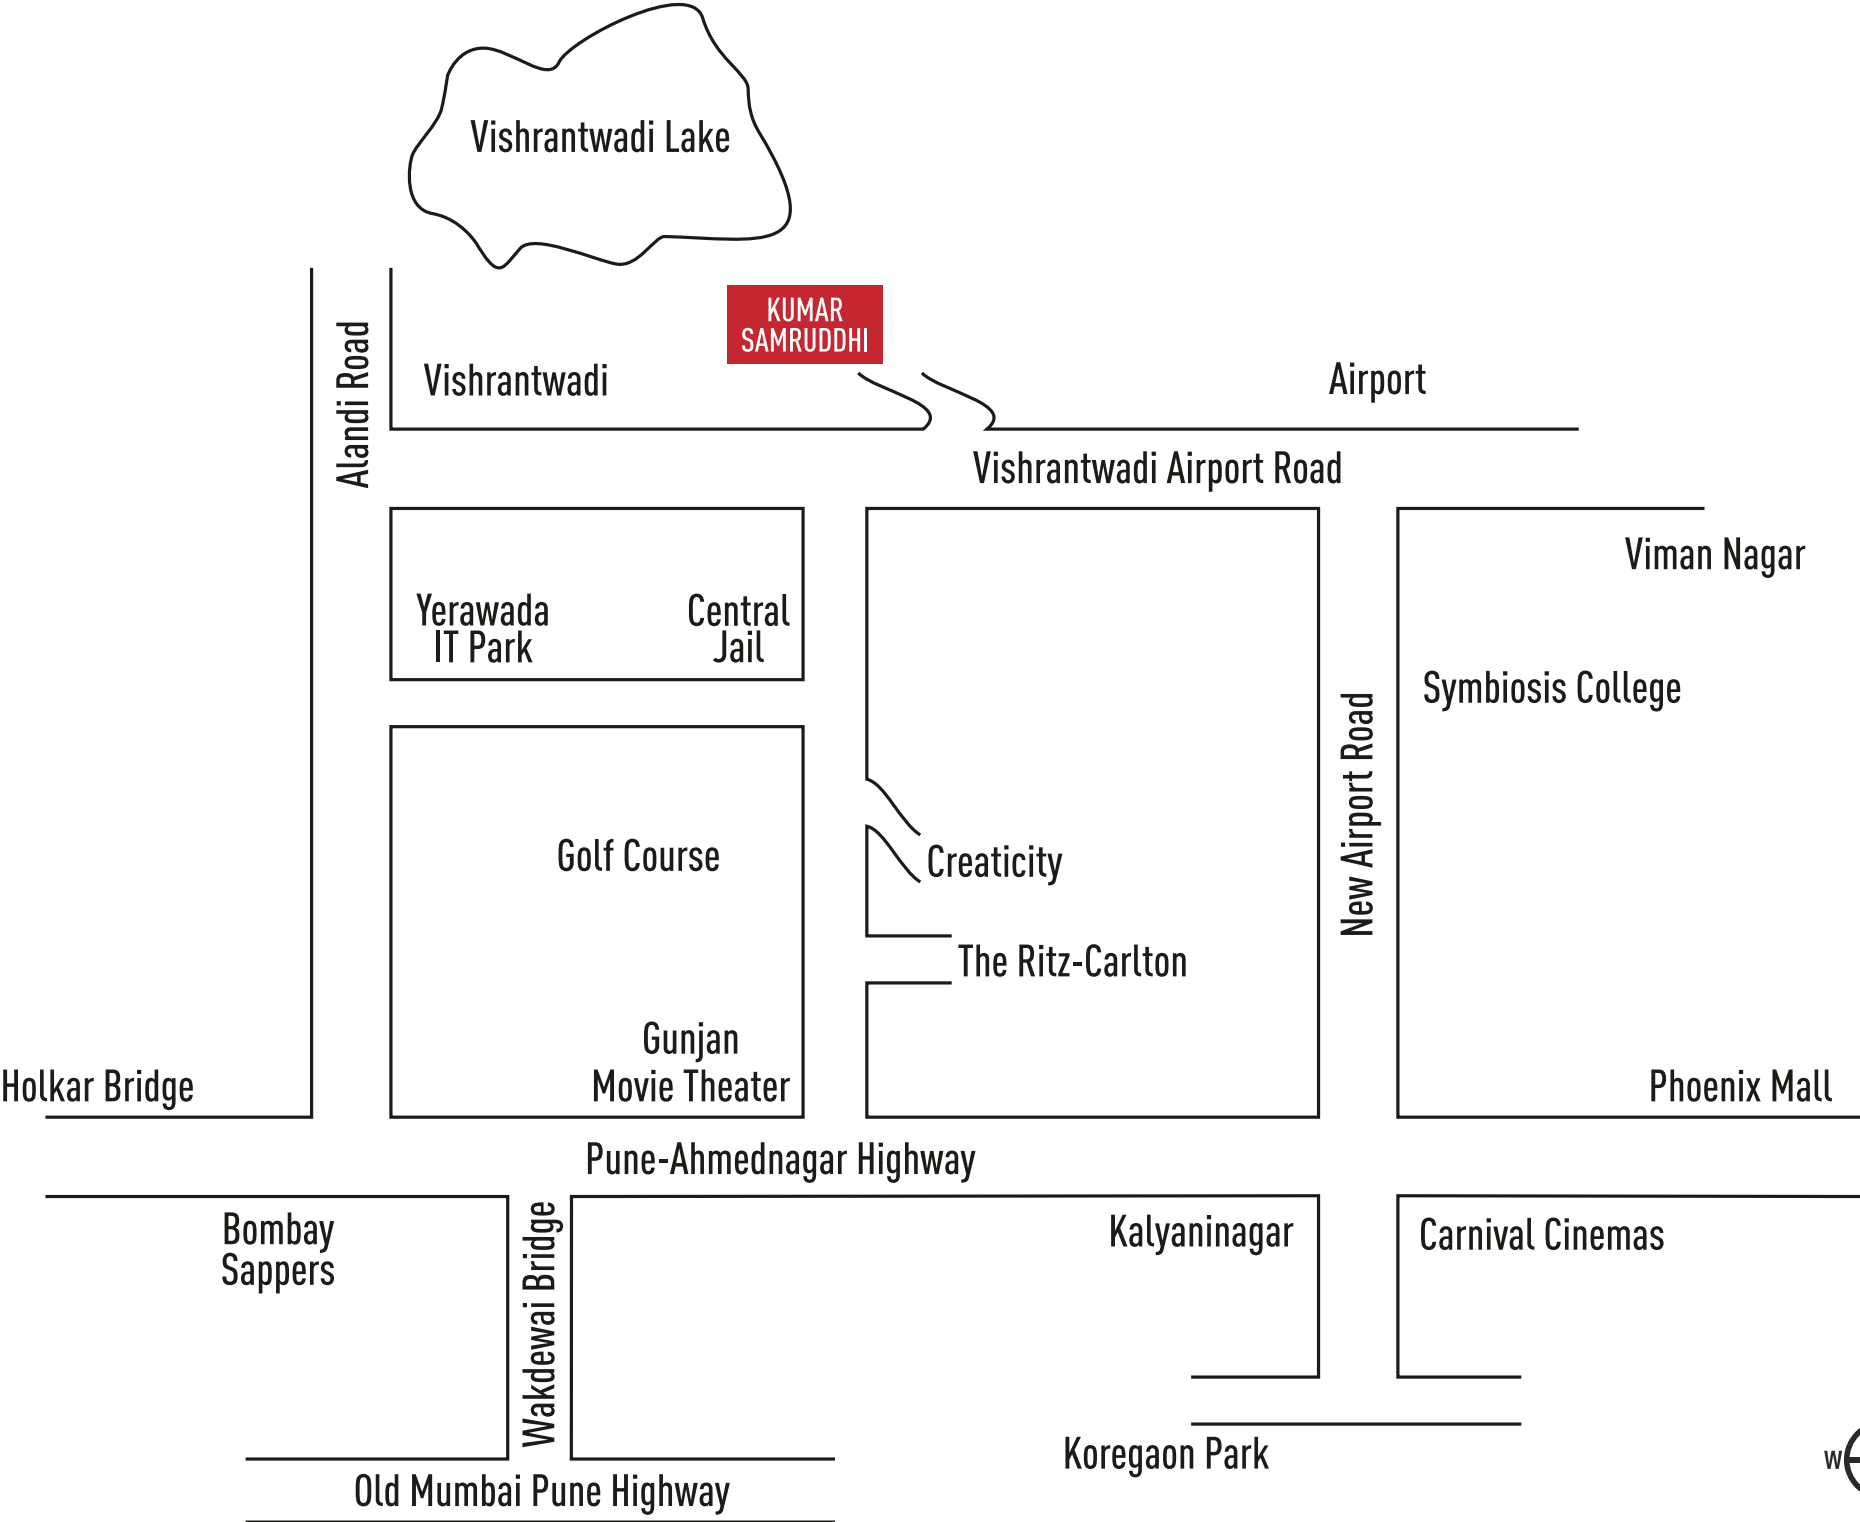 Vishrantwadi Lake
KUMAR
SAMRUDDHI
Alandi Road
Vishrantwadi
Airport
Vishrantwadi Airport Road
Viman Nagar
Yerawada
IT Park
Central
Jail
Symbiosis College
New Airport Road
Golf Course
Creaticity
The Ritz-Carlton
Gunjan
Movie Theater
Holkar Bridge
Phoenix Mall
Pune-Ahmednagar Highway
Bombay
Sappers
Wakdewai Bridge
Kalyaninagar
Carnival Cinemas
Koregaon Park
W
Old Mumbai Pune Highway